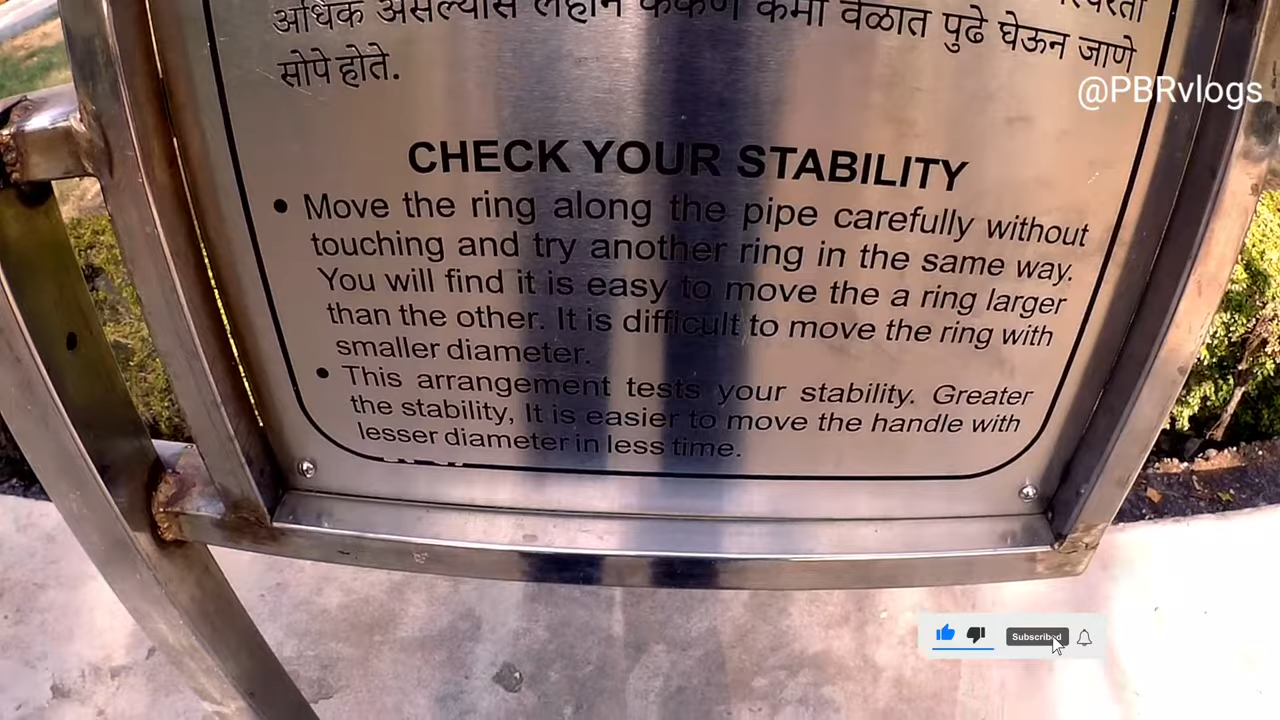 स्थिरता
अधिक असल्यास लहान कंकण कमी वेळात पुढे घेऊन जाणे
सोपे होते.
@PBRvlogs
CHECK YOUR STABILITY
• Move the ring along the pipe carefully without
touching and try another ring in the same way.
You will find it is easy to move the a ring larger
than the other. It is difficult to move the ring with
smaller diameter.
• This arrangement tests your stability. Greater
the stability, It is easier to move the handle with
lesser diameter in less time.
Subscribed